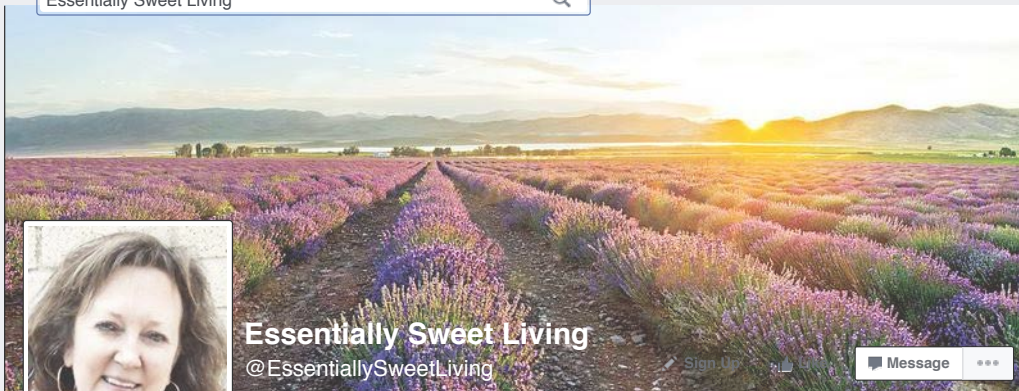 Essentially Sweet Living
Essentially Sweet Living
@EssentiallySweetLiving
Sign Up
Message